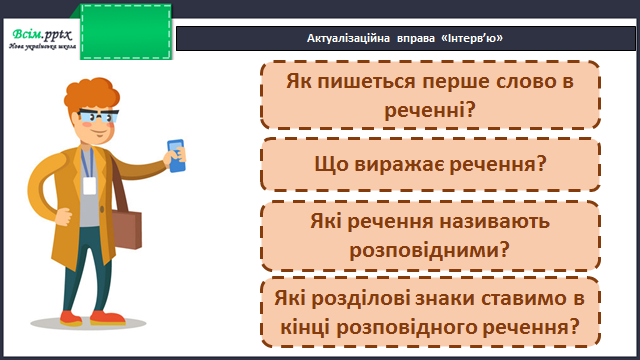 Всім.pptx
Нова українська школа
Актуалізаційна вправа «Інтерв’ю»
Як пишеться перше слово в
реченні?
Що виражає речення?
Які речення називають
розповідними?
Які розділові знаки ставимо в
кінці розповідного речення?